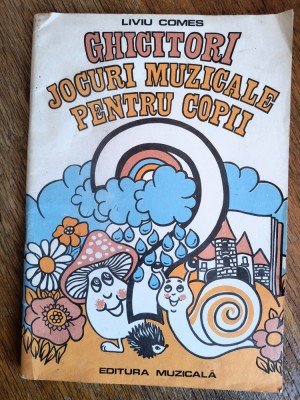 LIVIU COMES
GHICITORI
JOCURI MUZICALE
PENTRU COPII
EDITURA MUZICALĂ